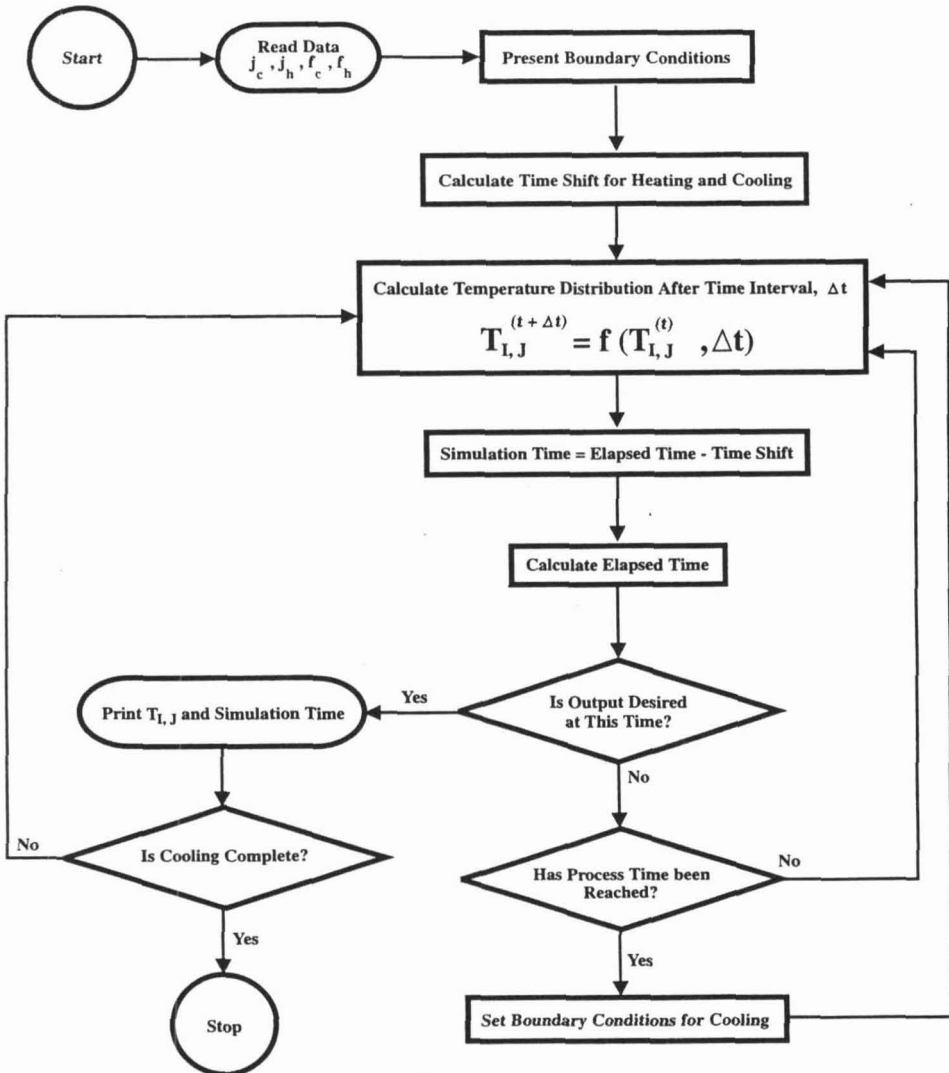 Start
Read Data
j_c , j_h , f_c , f_h
Present Boundary Conditions
Calculate Time Shift for Heating and Cooling
Calculate Temperature Distribution After Time Interval, Δt
T_{I, J}^{(t + Δt)} = f (T_{I, J}^{(t)} , Δt)
Simulation Time = Elapsed Time - Time Shift
Calculate Elapsed Time
Is Output Desired
at This Time?
Yes
Print T_{I, J} and Simulation Time
No
Is Cooling Complete?
No
Has Process Time been
Reached?
No
Yes
Yes
Stop
Set Boundary Conditions for Cooling